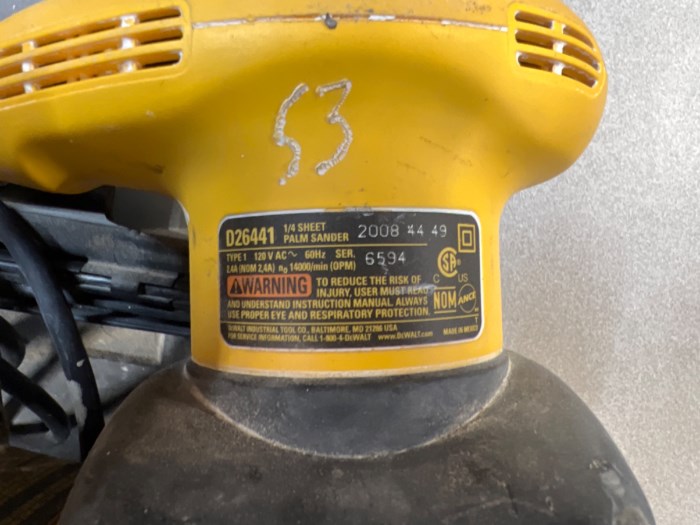 53
D26441 1/4 SHEET PALM SANDER 2008 44 49
TYPE 1 120 V AC~ 60Hz SER. 6594
2.4A (NOM 2,4A) n₀ 14000/min (OPM)
WARNING TO REDUCE THE RISK OF
INJURY, USER MUST READ
AND UNDERSTAND INSTRUCTION MANUAL. ALWAYS
USE PROPER EYE AND RESPIRATORY PROTECTION.
DEWALT INDUSTRIAL TOOL CO., BALTIMORE, MD 21286 USA
FOR SERVICE INFORMATION, CALL 1-800-4-DEWALT www.DEWALT.com
C SA US
NOM ANCE
MADE IN MEXICO